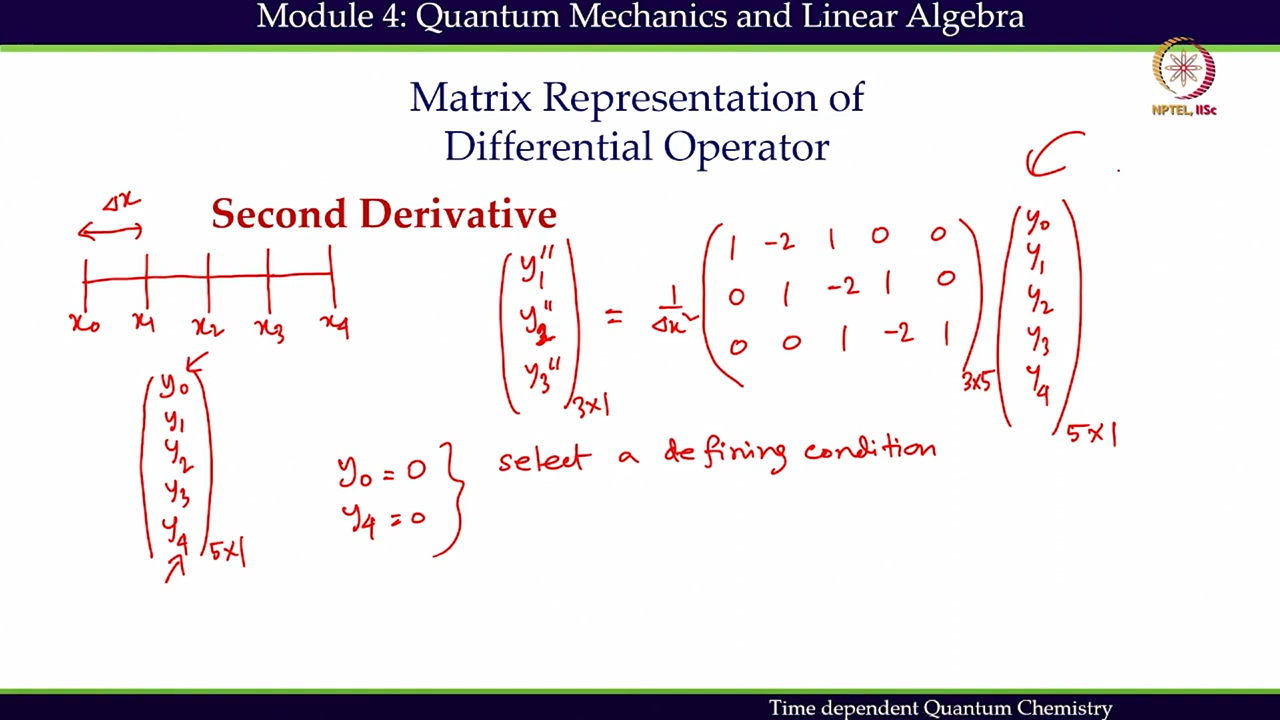 Module 4: Quantum Mechanics and Linear Algebra
NPTEL, IISc
Matrix Representation of
Differential Operator
Second Derivative
Δx
x₀ x₁ x₂ x₃ x₄
y₀
y₁
y₂
y₃
y₄
5×1
y₁''
y₂''
y₃''
3×1
= 1/Δx²
1 -2 1 0 0
0 1 -2 1 0
0 0 1 -2 1
3×5
y₀
y₁
y₂
y₃
y₄
5×1
y₀ = 0
y₄ = 0
select a defining condition
Time dependent Quantum Chemistry